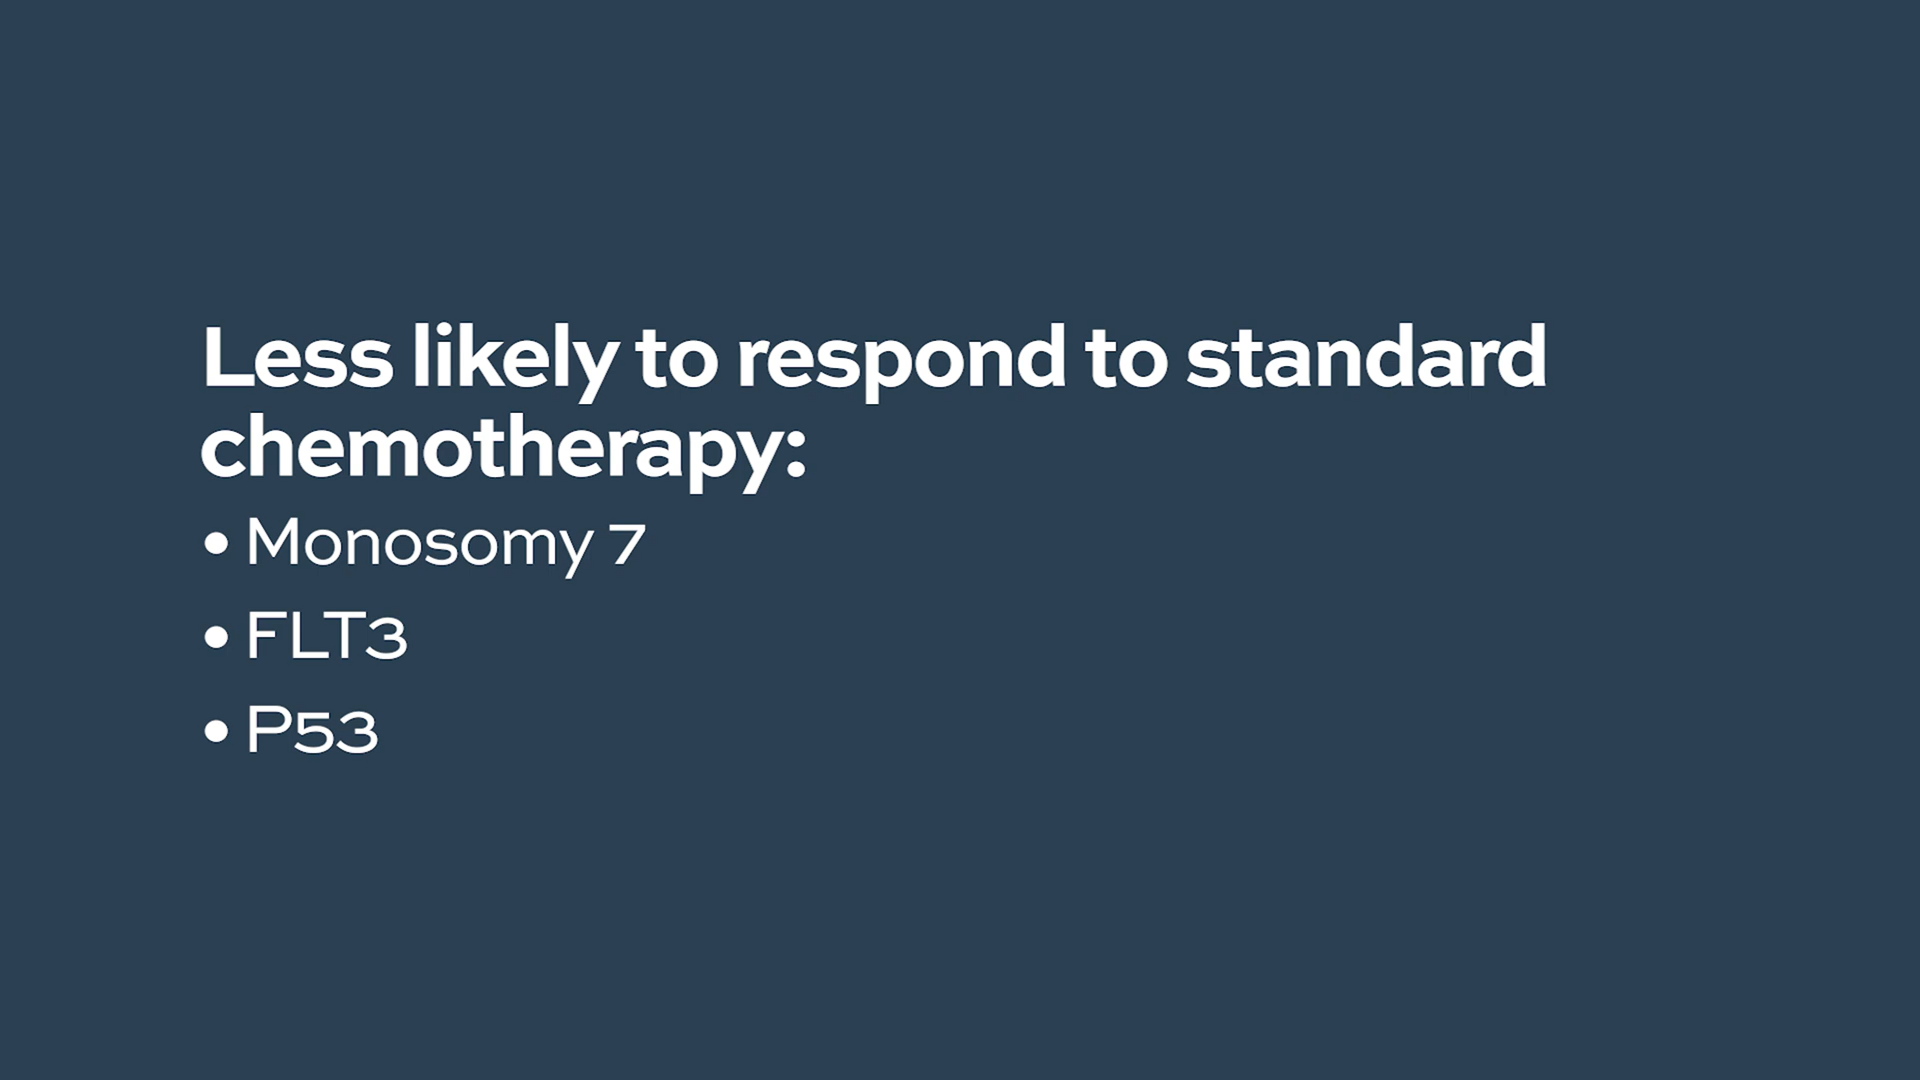 Less likely to respond to standard
chemotherapy:
• Monosomy 7
• FLT3
• P53